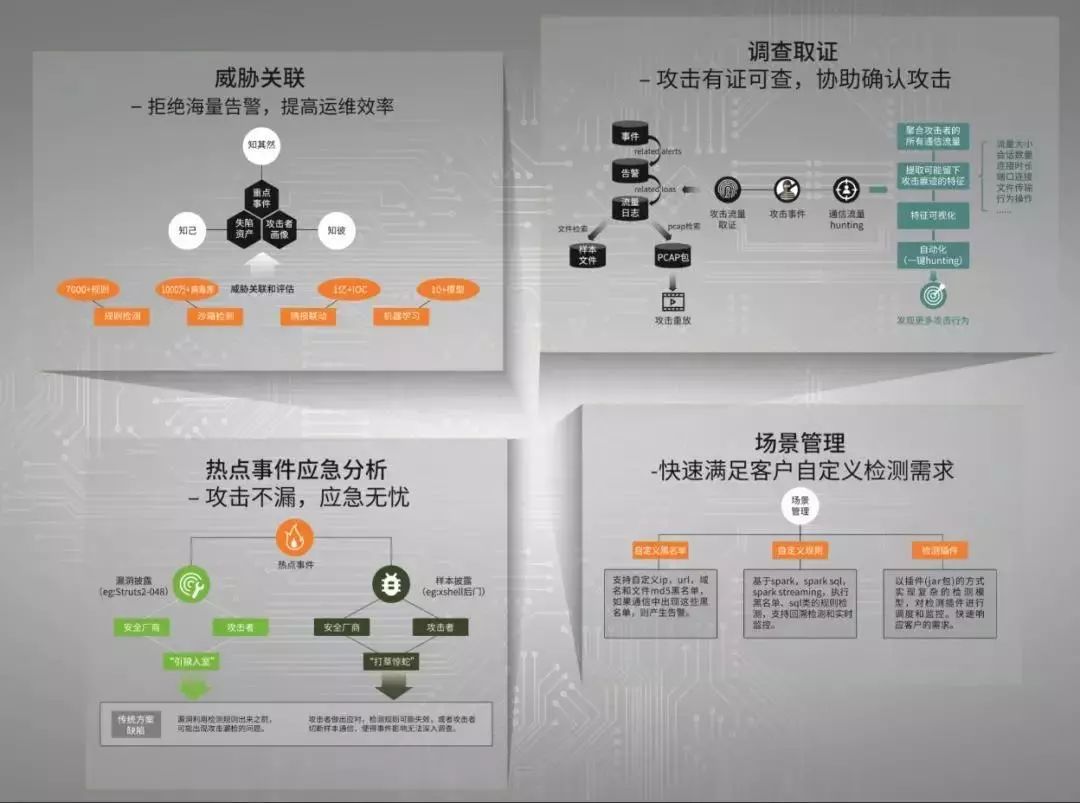 威胁关联
– 拒绝海量告警，提高运维效率
知其然
重点
事件
知己
失陷
资产
攻击者
画像
知彼
7000+规则
1000万+病毒库
威胁关联和评估
1亿+IOC
10+模型
规则检测
沙箱检测
情报联动
机器学习
调查取证
– 攻击有证可查，协助确认攻击
事件
related alerts
告警
related loas
流量
日志
文件检索
pcap检索
样本
文件
PCAP包
攻击重放
攻击流量
取证
攻击事件
通信流量
hunting
聚合攻击者的
所有通信流量
提取可能留下
攻击痕迹的特征
特征可视化
自动化
（一键hunting）
发现更多攻击行为
流量大小
会话数量
连接时长
端口连接
文件传输
行为操作
......
热点事件应急分析
– 攻击不漏，应急无忧
热点事件
漏洞披露
(eg:Struts2-048)
样本披露
(eg:xshell后门)
安全厂商
攻击者
安全厂商
攻击者
“引狼入室”
“打草惊蛇”
传统方案
缺陷
漏洞利用检测规则出来之前，
可能出现攻击漏检的问题。
攻击者做出应对，检测规则可能失效，或者攻击者
切断样本通信，使得事件影响无法深入调查。
场景管理
-快速满足客户自定义检测需求
场景
管理
自定义黑名单
自定义规则
检测插件
支持自定义ip，url，域
名和文件md5黑名单，
如果通信中出现这些黑
名单，则产生告警。
基于spark，spark sql，
spark streaming，执行
黑名单、sql类的规则检
测，支持回溯检测和实时
监控。
以插件(jar包)的方式
实现复杂的检测模
型，对检测插件进行
调度和监控。快速响
应客户的需求。